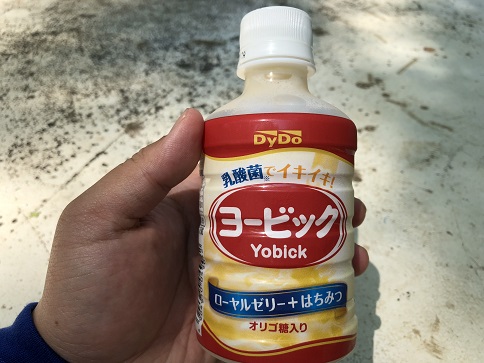 DyDo
乳酸菌※でイキイキ!
ヨービック
Yobick
ローヤルゼリー+はちみつ
オリゴ糖入り